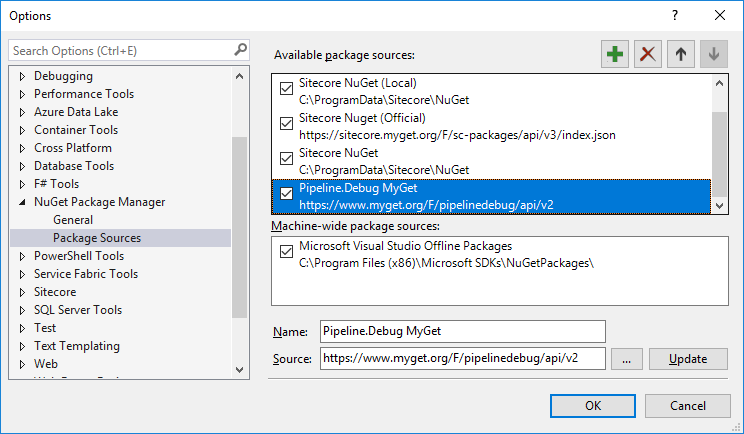 Options
Search Options (Ctrl+E)
Debugging
Performance Tools
Azure Data Lake
Container Tools
Cross Platform
Database Tools
F# Tools
NuGet Package Manager
General
Package Sources
PowerShell Tools
Service Fabric Tools
Sitecore
SQL Server Tools
Test
Text Templating
Web
Available package sources:
Sitecore NuGet (Local)
C:\ProgramData\Sitecore\NuGet
Sitecore Nuget (Official)
https://sitecore.myget.org/F/sc-packages/api/v3/index.json
Sitecore NuGet
C:\ProgramData\Sitecore\NuGet
Pipeline.Debug MyGet
https://www.myget.org/F/pipelinedebug/api/v2
Machine-wide package sources:
Microsoft Visual Studio Offline Packages
C:\Program Files (x86)\Microsoft SDKs\NuGetPackages\
Name: Pipeline.Debug MyGet
Source: https://www.myget.org/F/pipelinedebug/api/v2 ... Update
OK Cancel